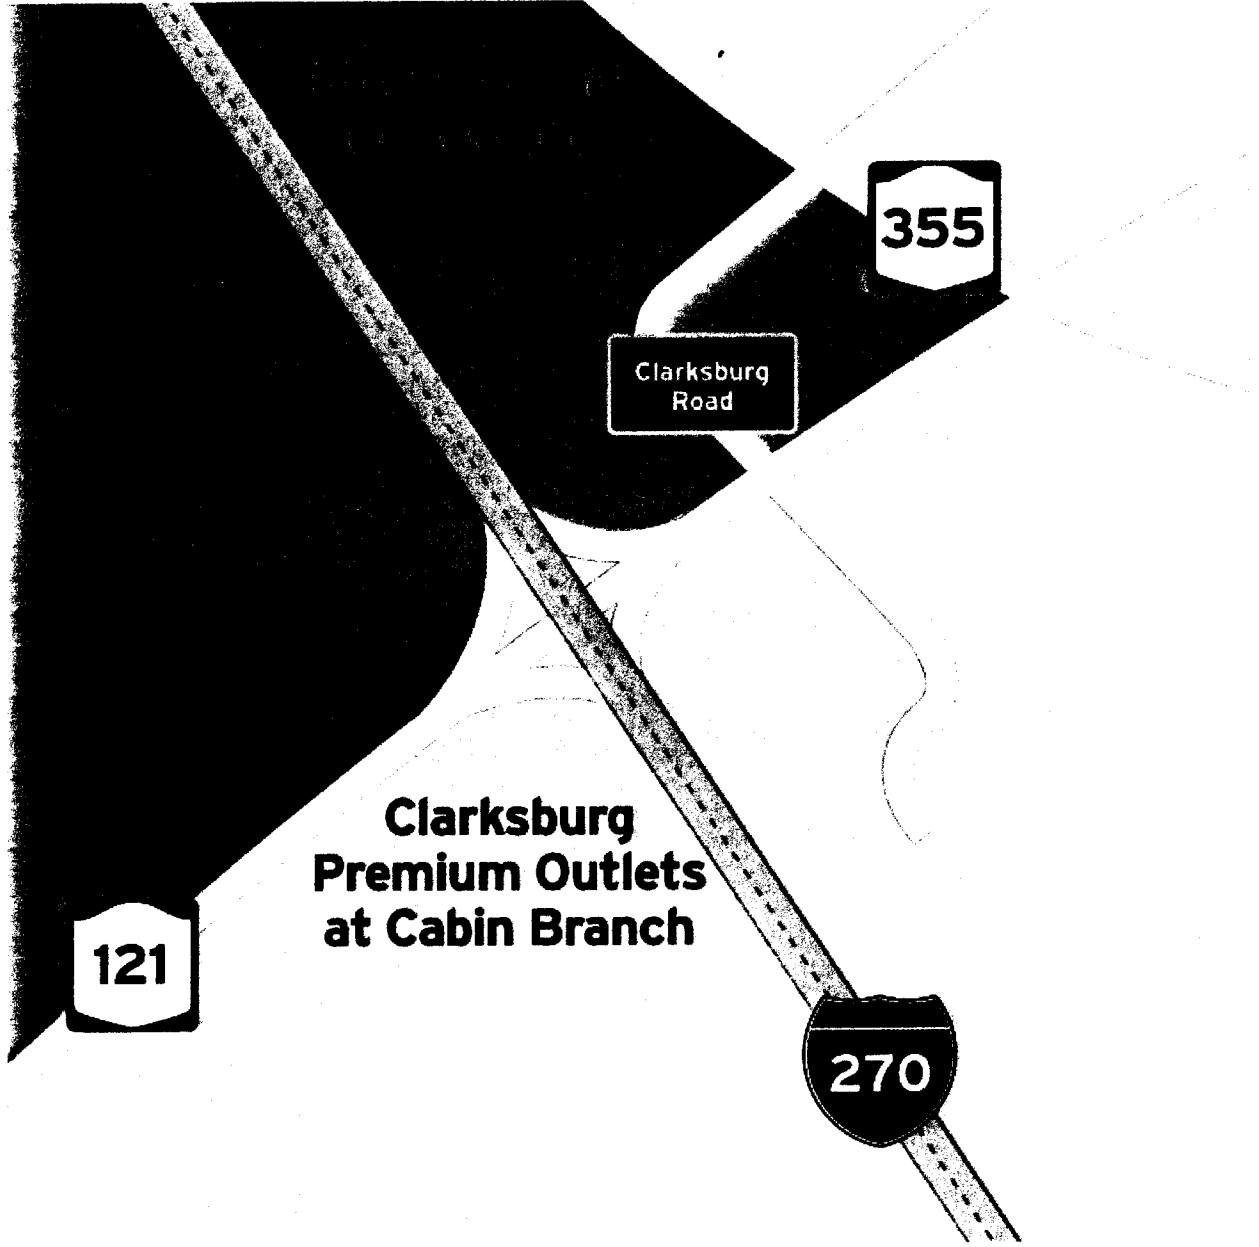 355
Clarksburg
Road
Clarksburg
Premium Outlets
at Cabin Branch
121
270